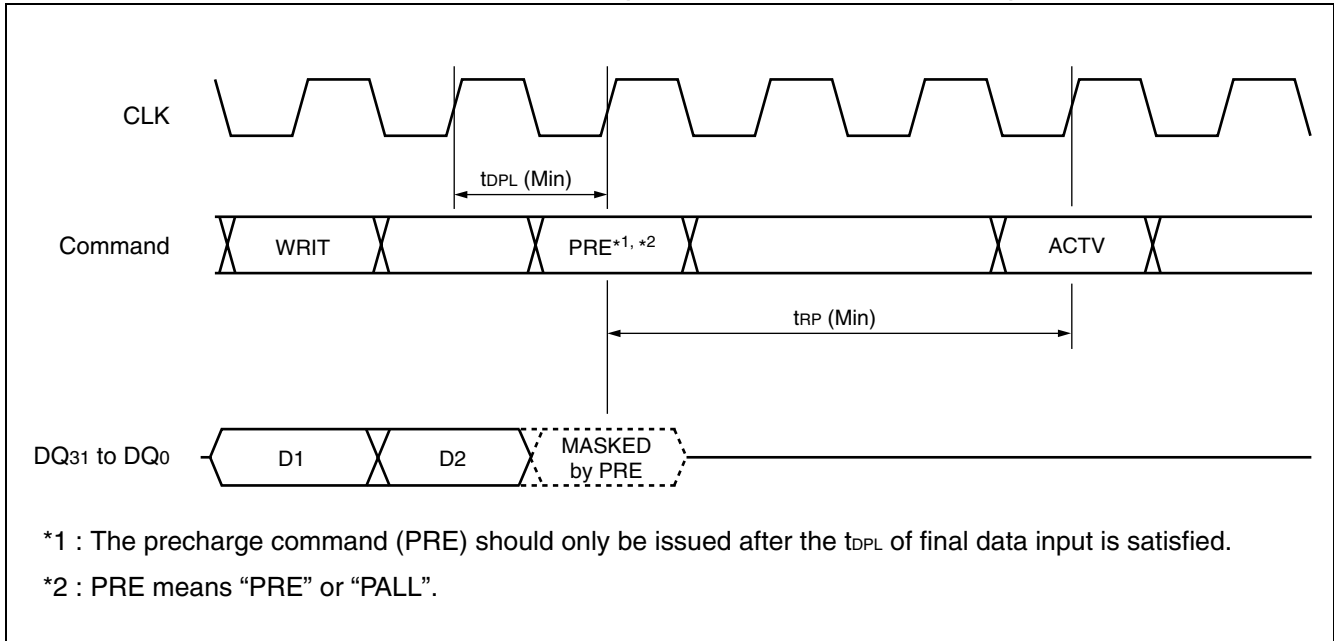 CLK
tDPL (Min)
Command
WRIT
PRE*1, *2
ACTV
tRP (Min)
DQ31 to DQ0
D1
D2
MASKED
by PRE
*1 : The precharge command (PRE) should only be issued after the tDPL of final data input is satisfied.
*2 : PRE means “PRE” or “PALL”.